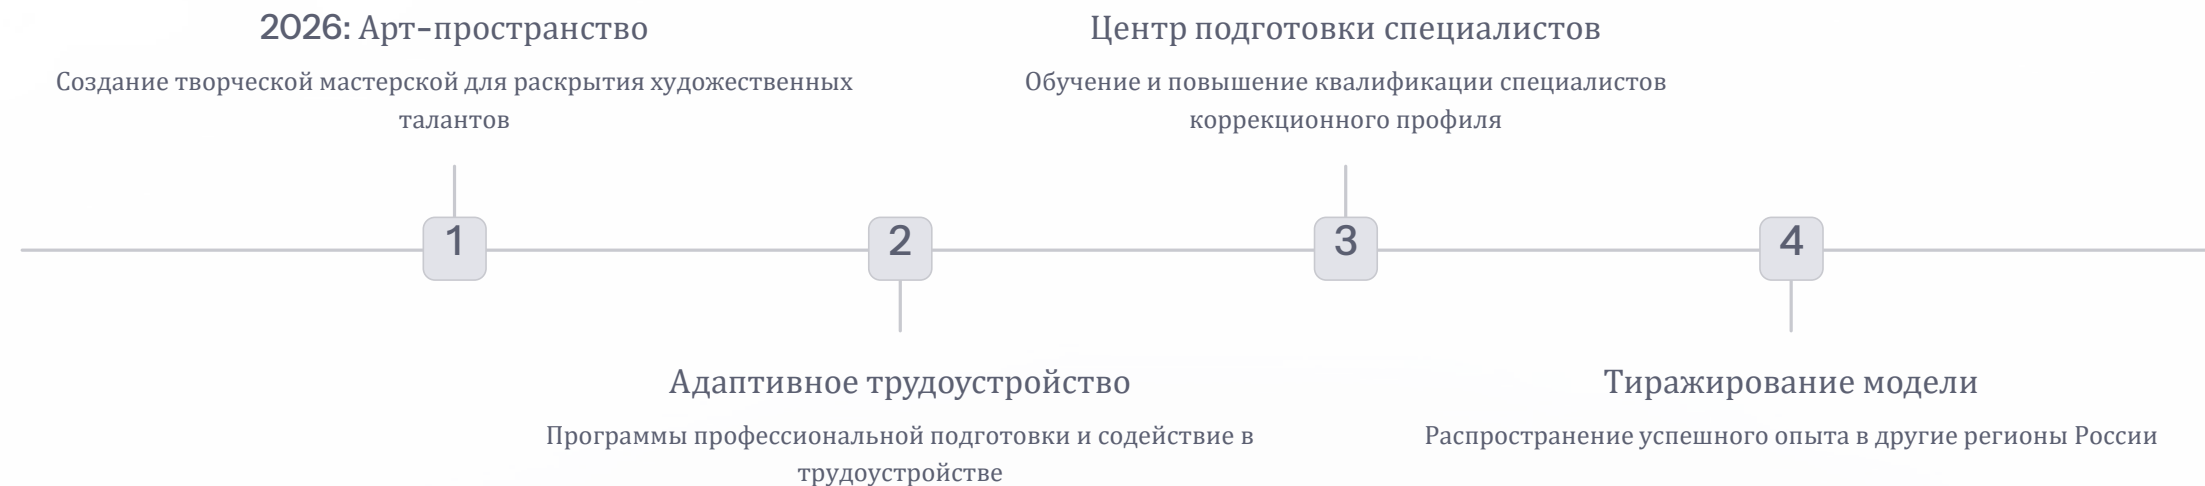 2026: Арт-пространство
Создание творческой мастерской для раскрытия художественных
талантов
Центр подготовки специалистов
Обучение и повышение квалификации специалистов
коррекционного профиля
1
2
3
4
Адаптивное трудоустройство
Программы профессиональной подготовки и содействие в
трудоустройстве
Тиражирование модели
Распространение успешного опыта в другие регионы России